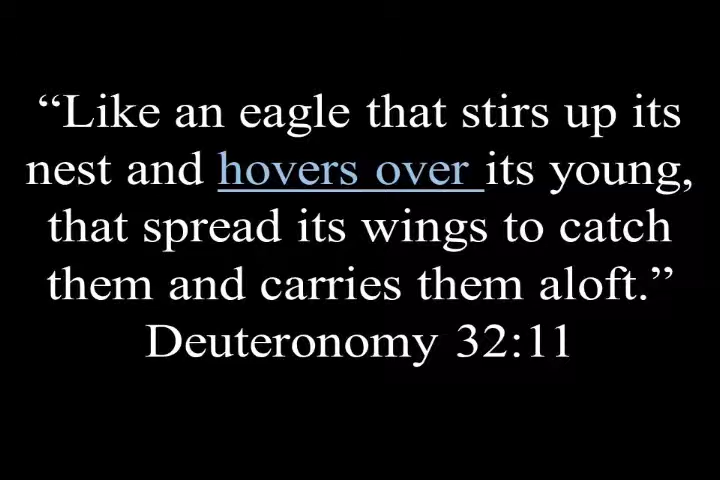 “Like an eagle that stirs up its
nest and hovers over its young,
that spread its wings to catch
them and carries them aloft.”
Deuteronomy 32:11